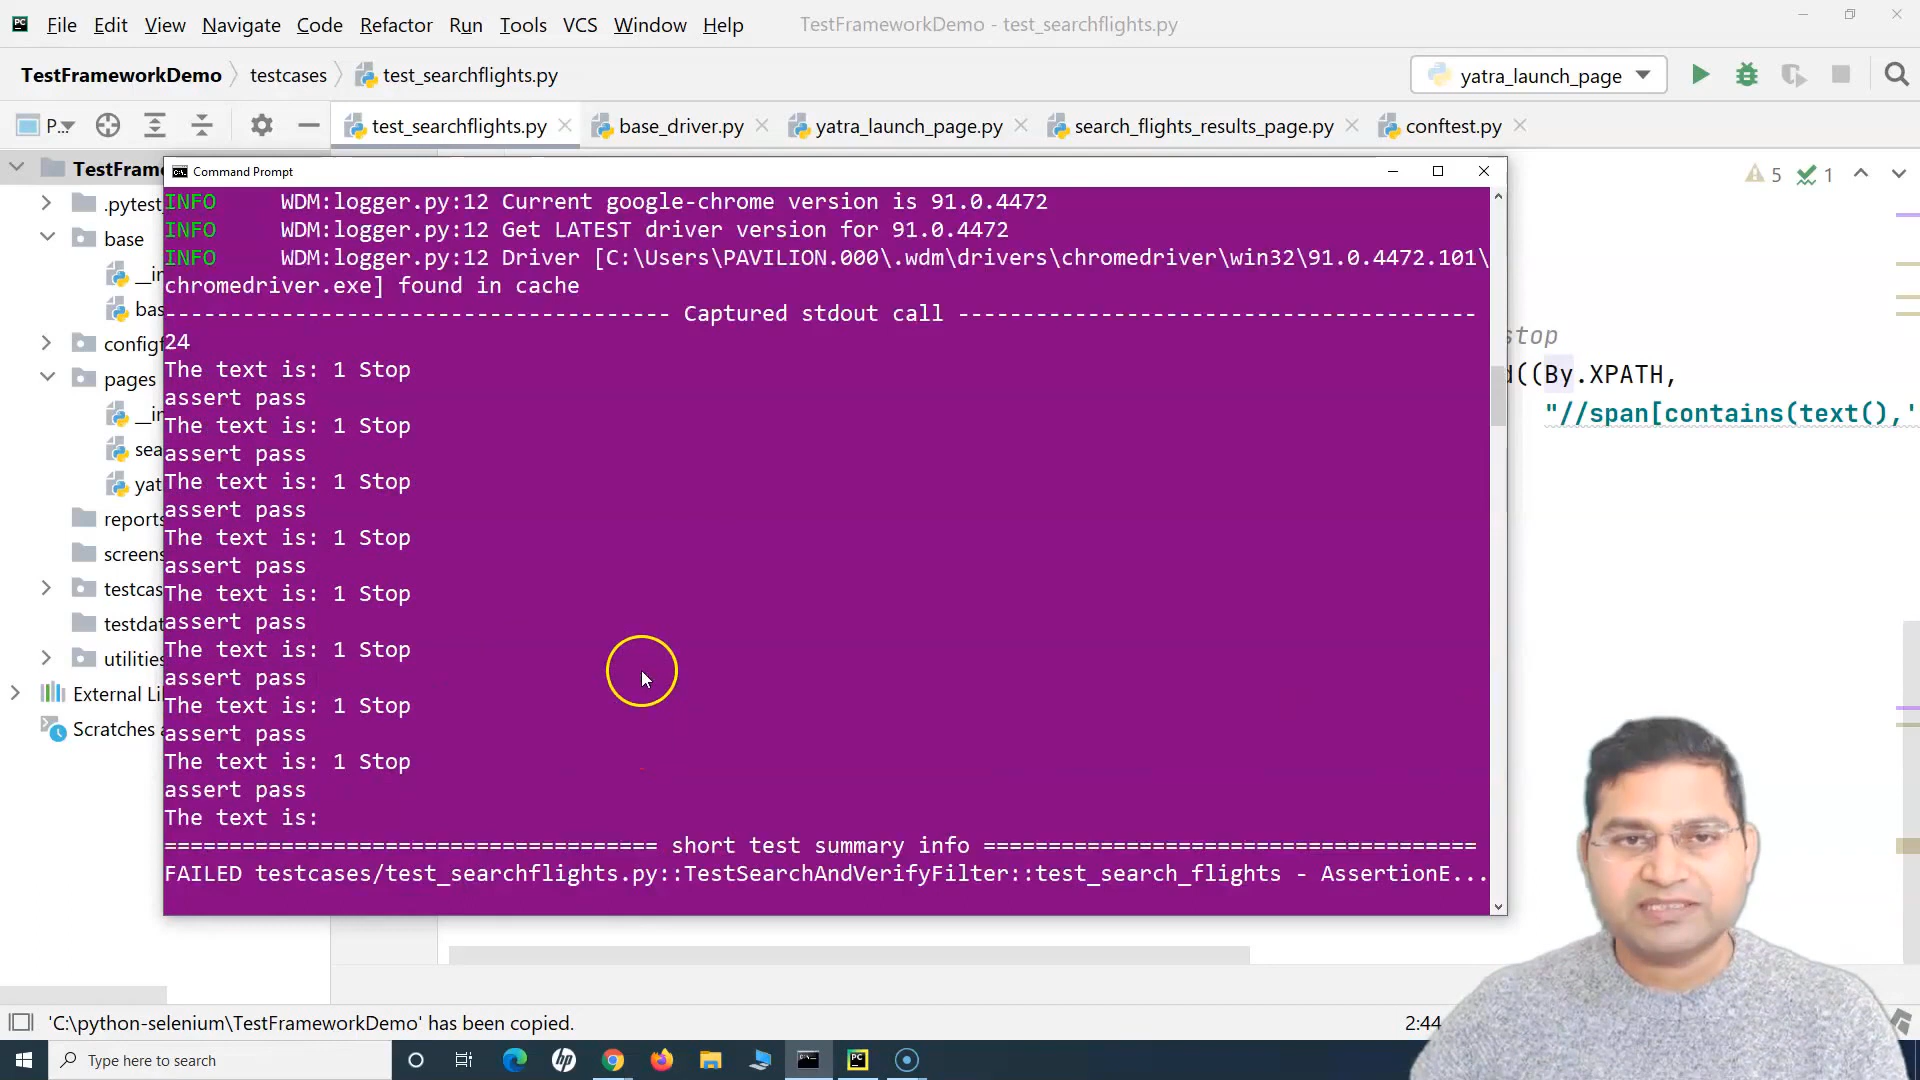 File Edit View Navigate Code Refactor Run Tools VCS Window Help TestFrameworkDemo - test_searchflights.py
TestFrameworkDemo testcases test_searchflights.py yatra_launch_page
P... test_searchflights.py base_driver.py yatra_launch_page.py search_flights_results_page.py conftest.py
TestFram
.pytest
base
__in
bas
config
pages
__in
sea
yat
reports
screens
testcas
testdat
utilities
External Li
Scratches a
Command Prompt
INFO WDM:logger.py:12 Current google-chrome version is 91.0.4472
INFO WDM:logger.py:12 Get LATEST driver version for 91.0.4472
INFO WDM:logger.py:12 Driver [C:\Users\PAVILION.000\.wdm\drivers\chromedriver\win32\91.0.4472.101\
chromedriver.exe] found in cache
--------------------------------------- Captured stdout call ----------------------------------------
24
The text is: 1 Stop
assert pass
The text is: 1 Stop
assert pass
The text is: 1 Stop
assert pass
The text is: 1 Stop
assert pass
The text is: 1 Stop
assert pass
The text is: 1 Stop
assert pass
The text is: 1 Stop
assert pass
The text is: 1 Stop
assert pass
The text is:
====================================== short test summary info ======================================
FAILED testcases/test_searchflights.py::TestSearchAndVerifyFilter::test_search_flights - AssertionE...
5 1
stop
d((By.XPATH,
"//span[contains(text(),'
'C:\python-selenium\TestFrameworkDemo' has been copied.
2:44
Type here to search